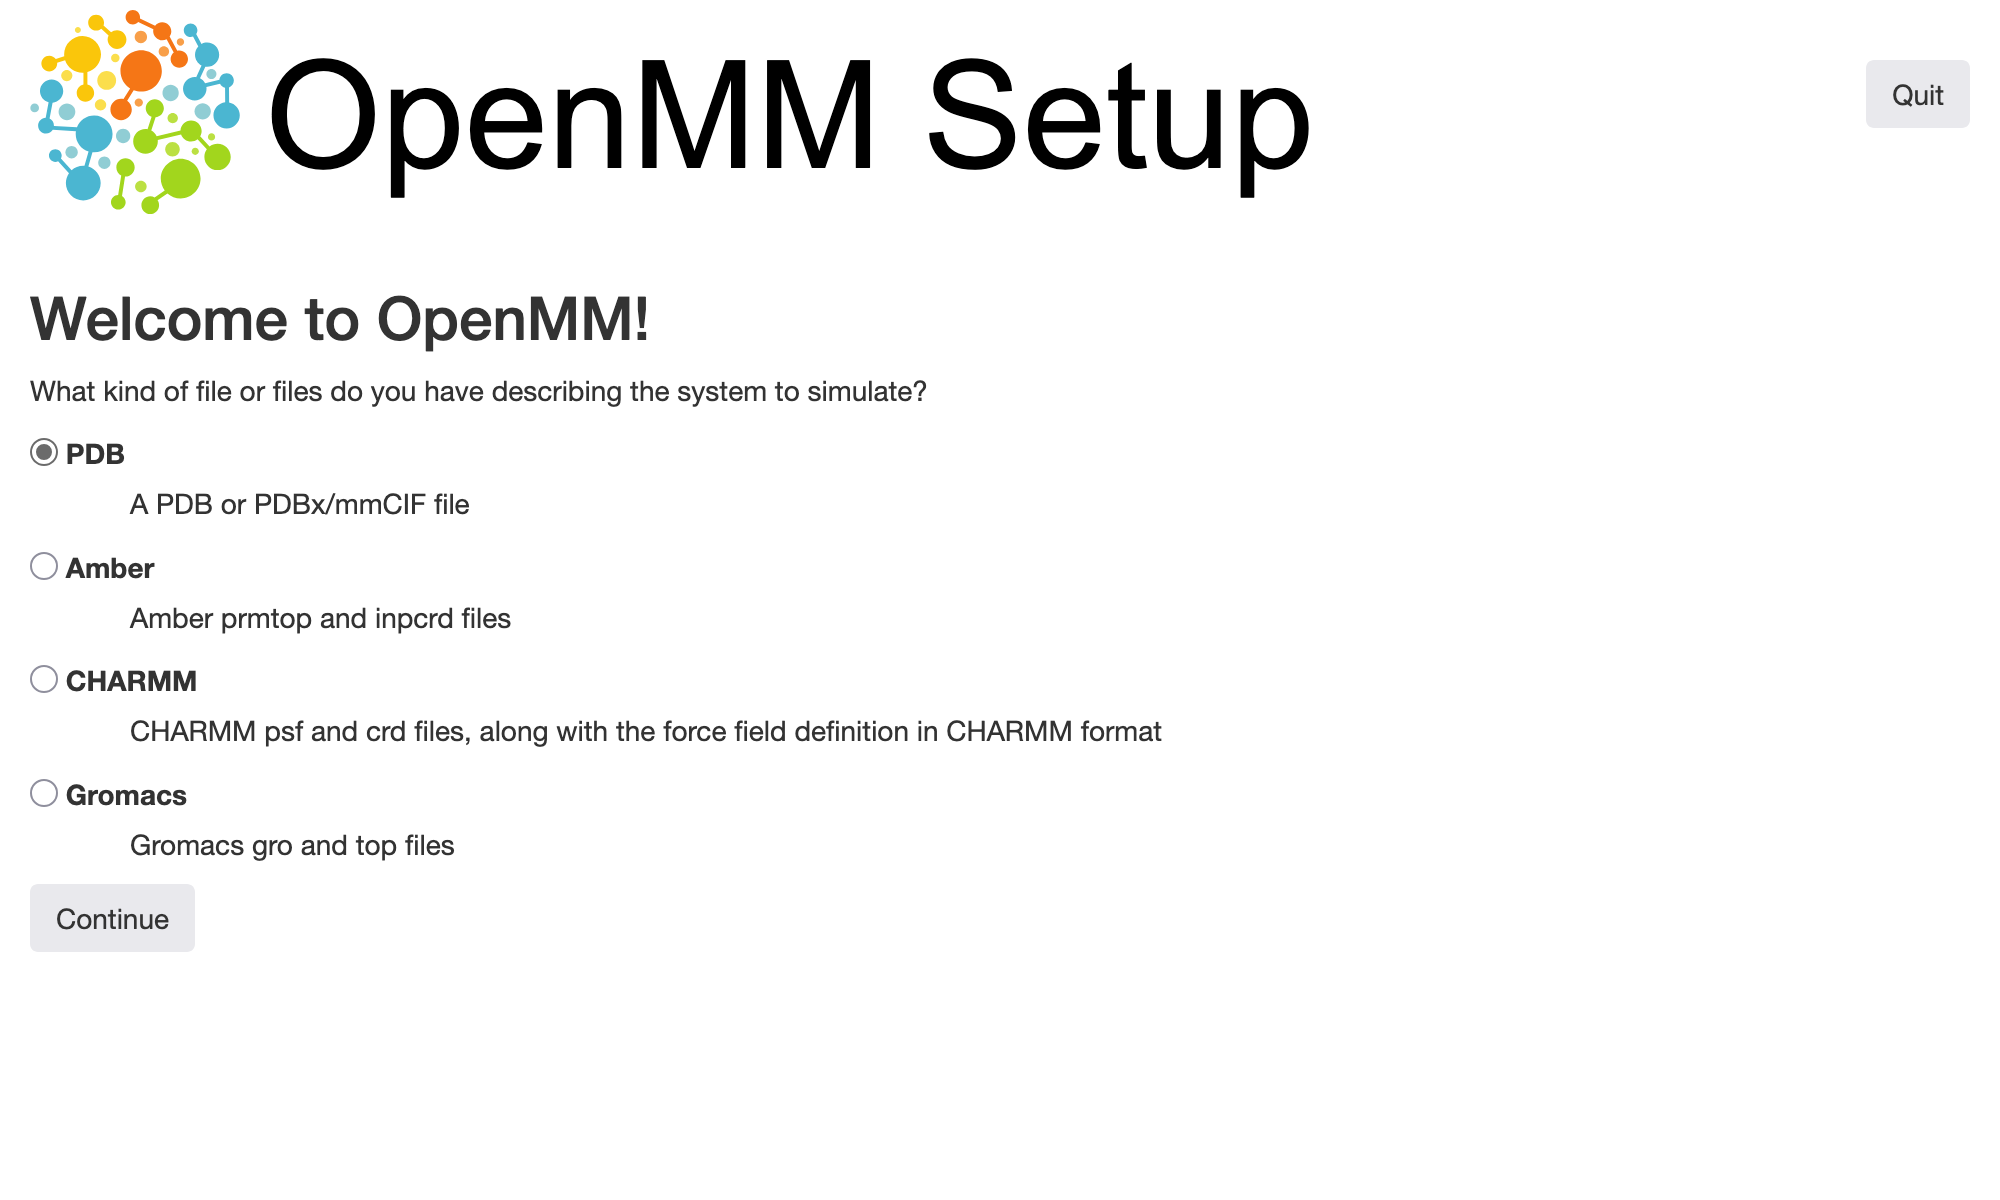 OpenMM Setup
Quit
Welcome to OpenMM!
What kind of file or files do you have describing the system to simulate?
PDB
A PDB or PDBx/mmCIF file
Amber
Amber prmtop and inpcrd files
CHARMM
CHARMM psf and crd files, along with the force field definition in CHARMM format
Gromacs
Gromacs gro and top files
Continue